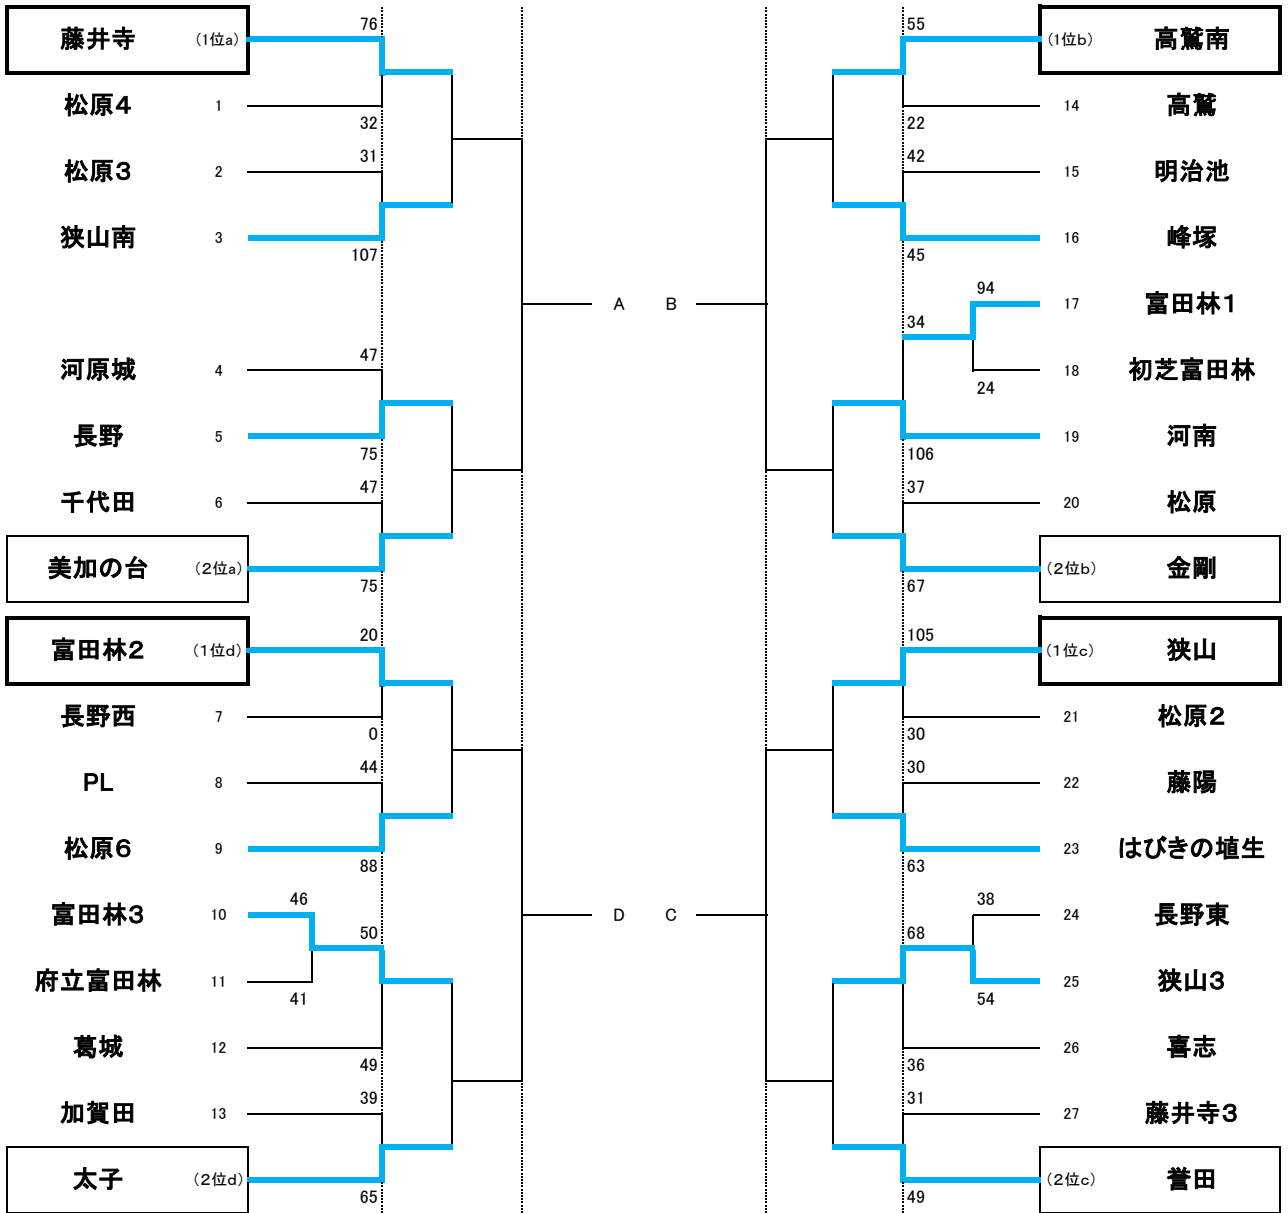 藤井寺 (1位a) 76 55 (1位b) 高鷲南
松原4 1 32 22 14 高鷲
松原3 2 31 42 15 明治池
狭山南 3 107 45 16 峰塚
94 17 富田林1
A B
34
河原城 4 47 24 18 初芝富田林
長野 5 75 106 19 河南
千代田 6 47 37 20 松原
美加の台 (2位a) 75 67 (2位b) 金剛
富田林2 (1位d) 20 105 (1位c) 狭山
長野西 7 0 30 21 松原2
PL 8 44 30 22 藤陽
松原6 9 88 63 23 はびきの埴生
富田林3 10 46 38 24 長野東
D C
50 68
府立富田林 11 41 54 25 狭山3
葛城 12 49 36 26 喜志
加賀田 13 39 31 27 藤井寺3
太子 (2位d) 65 49 (2位c) 誉田